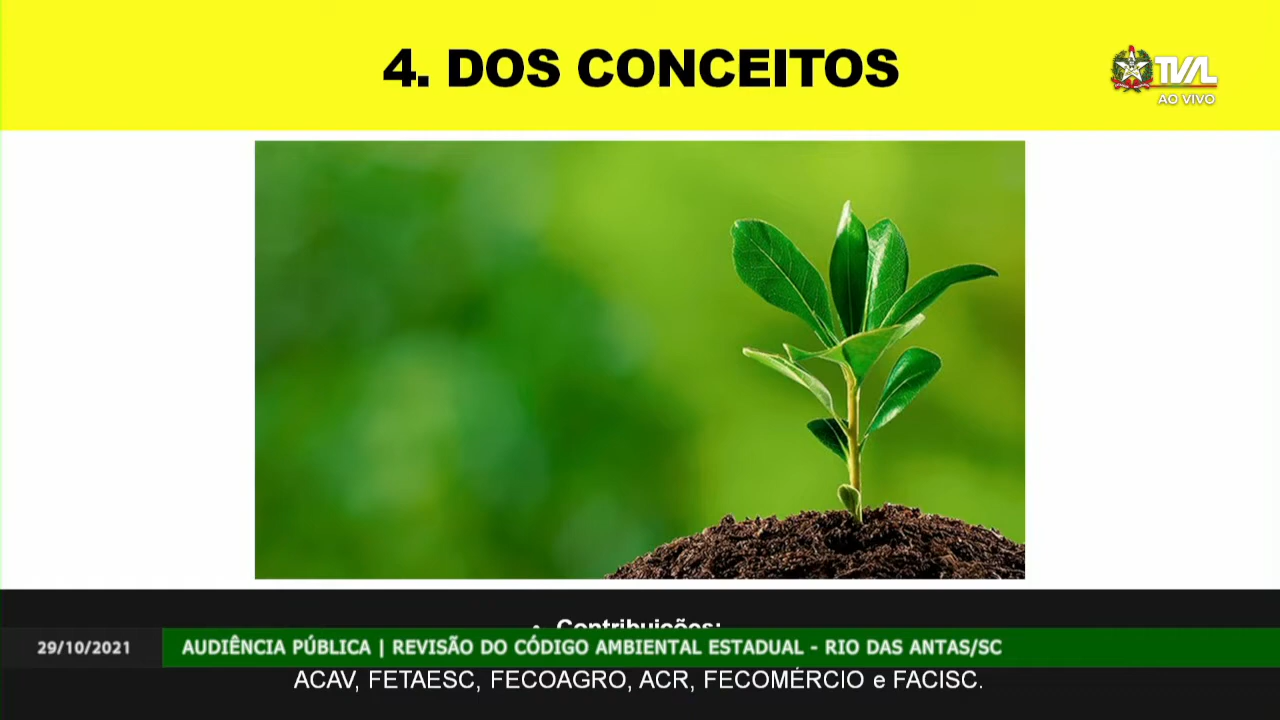 4. DOS CONCEITOS
TVAL
AO VIVO
• Contribuições:
29/10/2021
AUDIÊNCIA PÚBLICA | REVISÃO DO CÓDIGO AMBIENTAL ESTADUAL - RIO DAS ANTAS/SC
ACAV, FETAESC, FECOAGRO, ACR, FECOMÉRCIO e FACISC.